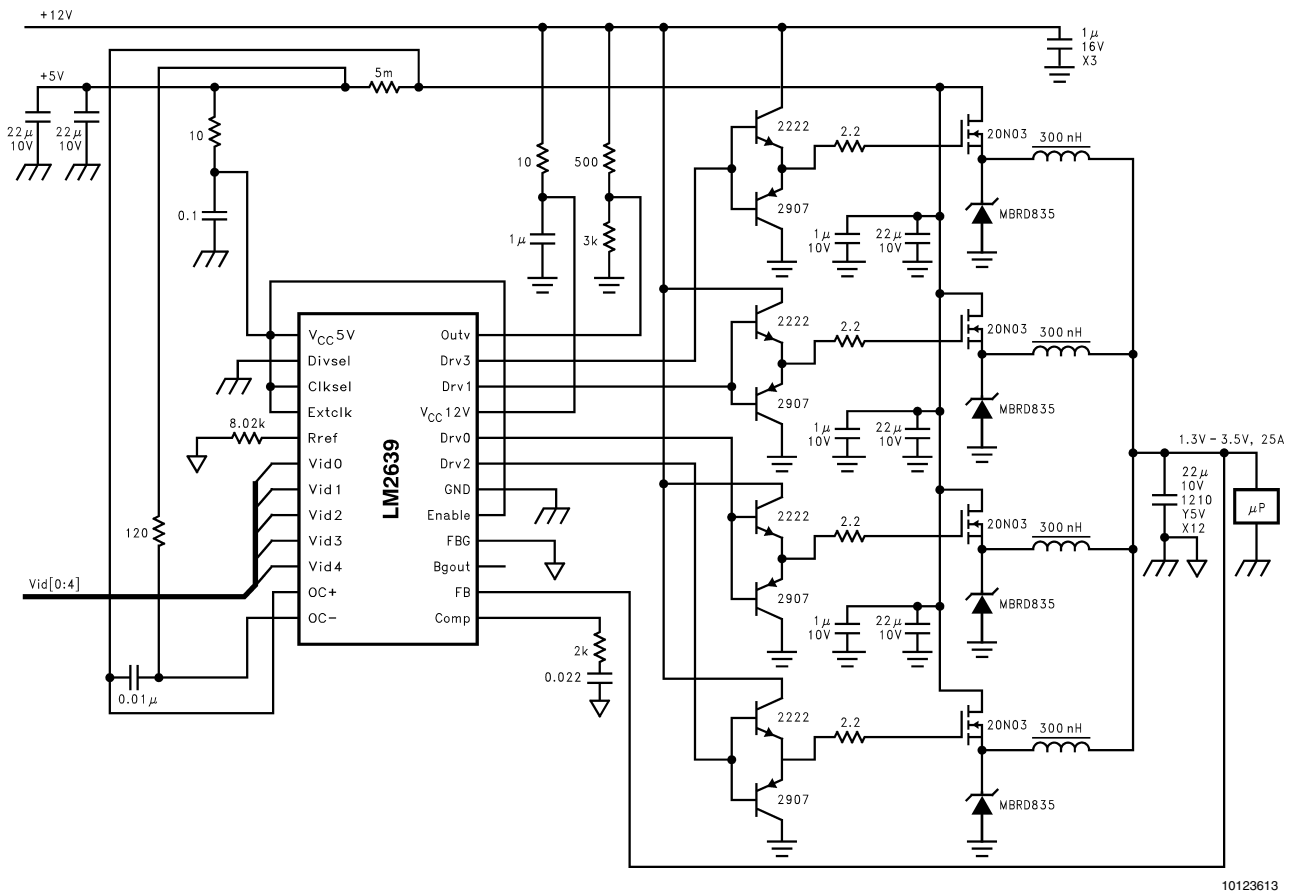 +12V
1μ
16V
X3
+5V
5m
22μ
10V
22μ
10V
10
0.1
10
1μ
500
3k
2222
2907
2.2
20N03
300 nH
MBRD835
1μ
10V
22μ
10V
2222
2907
2.2
20N03
300 nH
MBRD835
1μ
10V
22μ
10V
2222
2907
2.2
20N03
300 nH
MBRD835
1μ
10V
22μ
10V
2222
2907
2.2
20N03
300 nH
MBRD835
VCC5V
Divsel
Clksel
Extclk
Rref
Vid0
Vid1
Vid2
Vid3
Vid4
OC+
OC-
LM2639
Outv
Drv3
Drv1
VCC12V
Drv0
Drv2
GND
Enable
FBG
Bgout
FB
Comp
8.02k
120
Vid[0:4]
0.01μ
2k
0.022
1.3V - 3.5V, 25A
22μ
10V
1210
Y5V
X12
μP
10123613